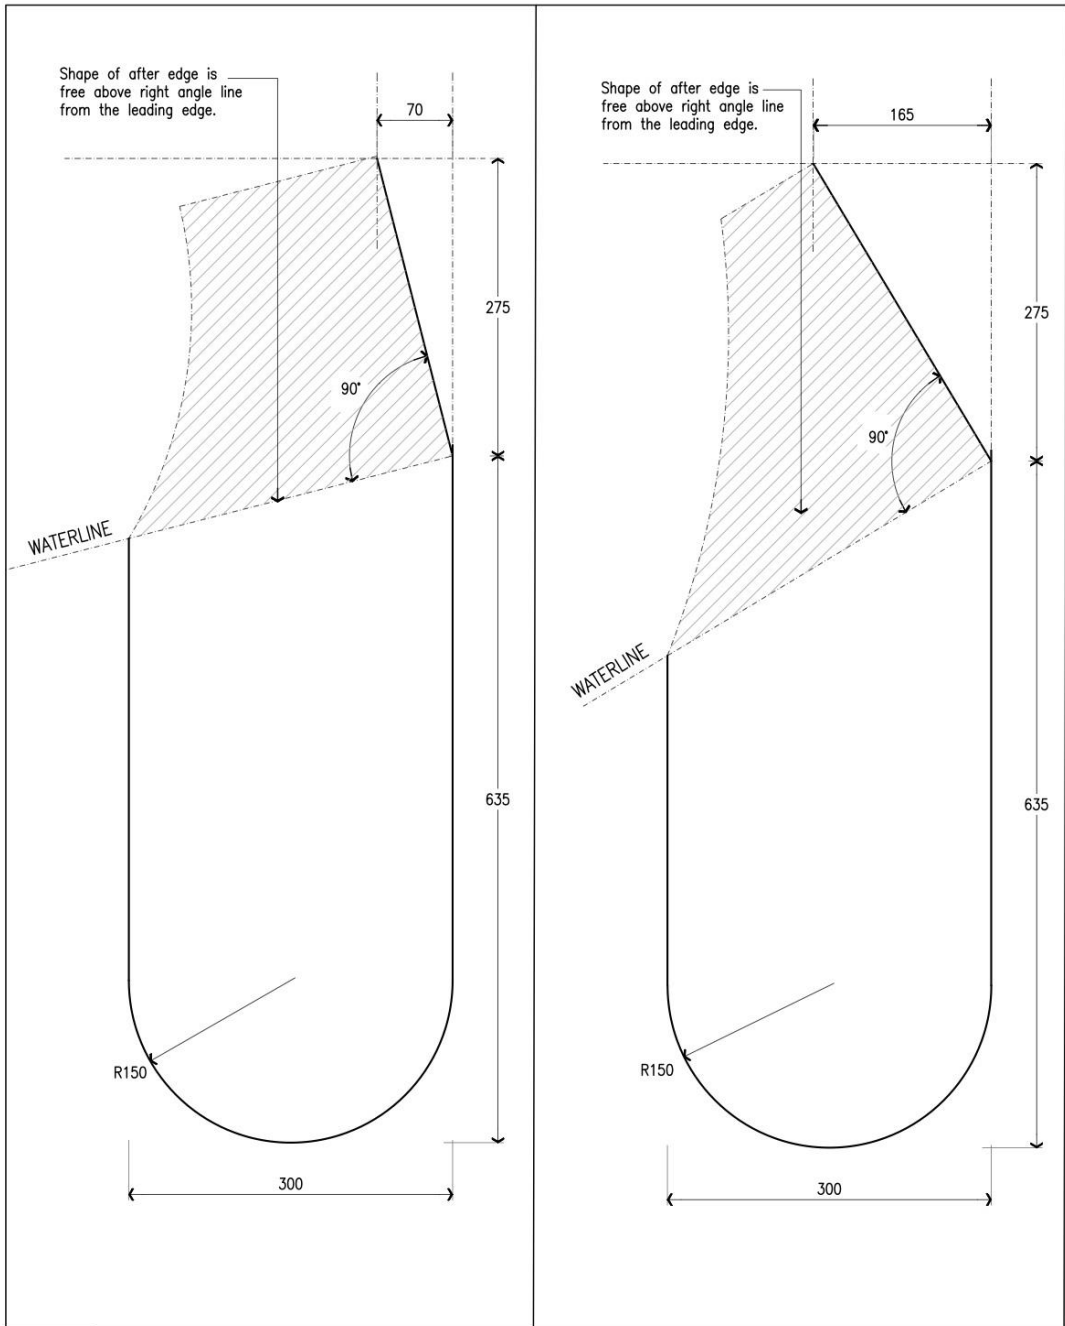 Shape of after edge is
free above right angle line
from the leading edge.
70
275
90°
WATERLINE
635
R150
300
Shape of after edge is
free above right angle line
from the leading edge.
165
275
90°
WATERLINE
635
R150
300